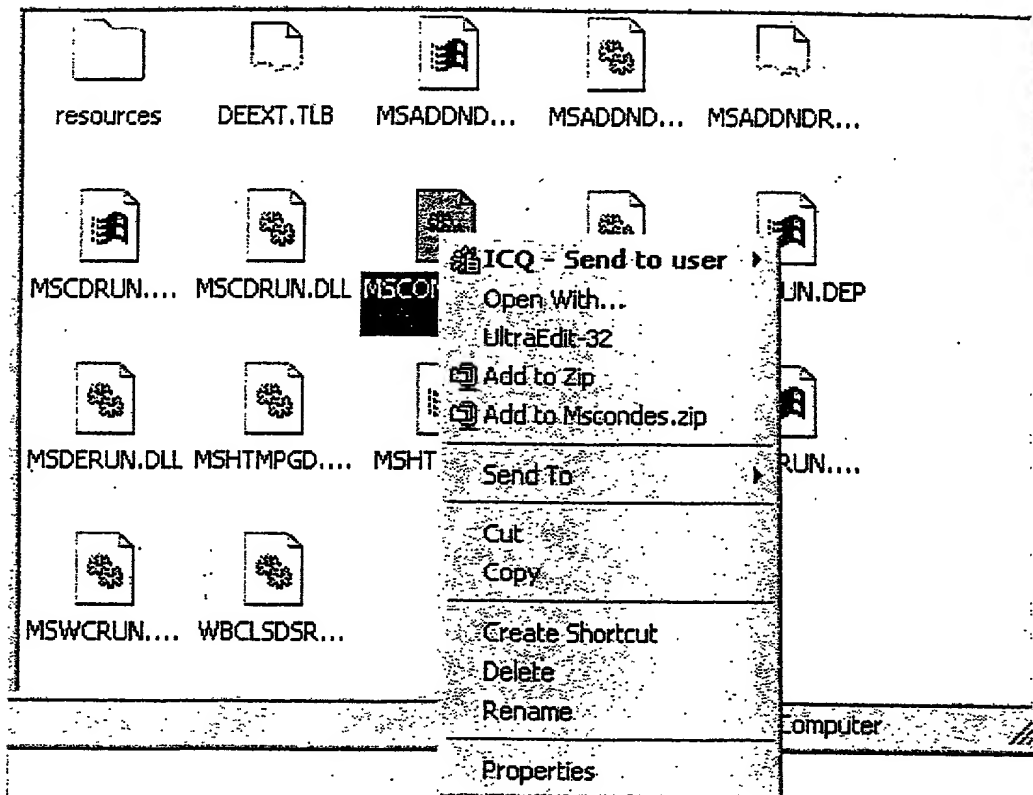 resources DEEXT.TLB MSADDND... MSADDND... MSADDNDR...
MSCDRUN.... MSCDRUN.DLL MSCON UN.DEP
ICQ - Send to user
Open With...
UltraEdit-32
Add to Zip
Add to Mscondes.zip
MSDERUN.DLL MSHTMPGD.... MSHT RUN....
Send To
Cut
Copy
MSWCRUN.... WBCLSDSR...
Create Shortcut
Delete
Rename
Computer
Properties